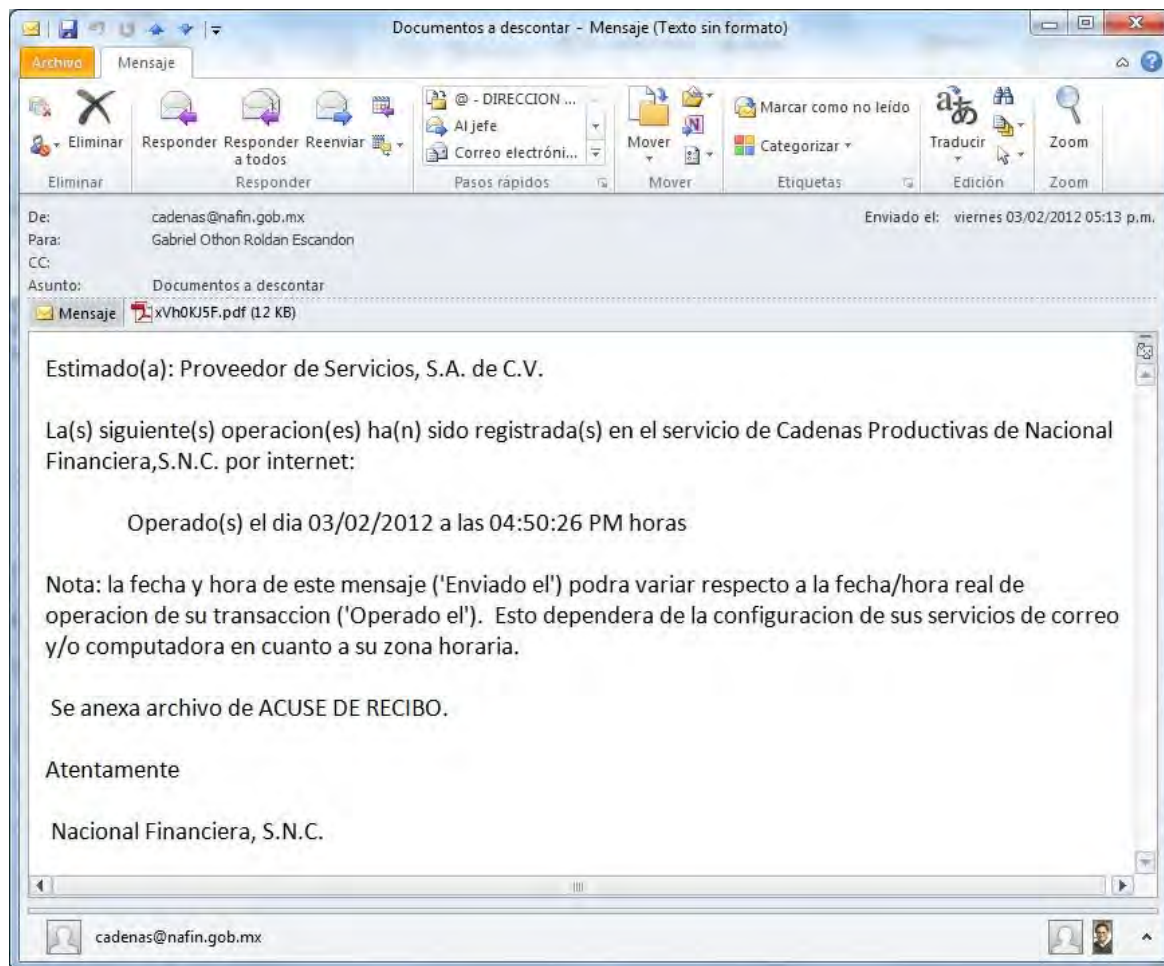 Documentos a descontar - Mensaje (Texto sin formato)
Archivo Mensaje
Eliminar
Responder
Responder a todos
Reenviar
@ - DIRECCION ...
Al jefe
Correo electróni...
Mover
Marcar como no leído
Categorizar
Traducir
Zoom
Eliminar Responder Pasos rápidos Mover Etiquetas Edición Zoom
De: cadenas@nafin.gob.mx Enviado el: viernes 03/02/2012 05:13 p.m.
Para: Gabriel Othon Roldan Escandon
CC:
Asunto: Documentos a descontar
Mensaje xVh0KJ5F.pdf (12 KB)
Estimado(a): Proveedor de Servicios, S.A. de C.V.
La(s) siguiente(s) operacion(es) ha(n) sido registrada(s) en el servicio de Cadenas Productivas de Nacional
Financiera,S.N.C. por internet:
Operado(s) el dia 03/02/2012 a las 04:50:26 PM horas
Nota: la fecha y hora de este mensaje ('Enviado el') podra variar respecto a la fecha/hora real de
operacion de su transaccion ('Operado el').  Esto dependera de la configuracion de sus servicios de correo
y/o computadora en cuanto a su zona horaria.
Se anexa archivo de ACUSE DE RECIBO.
Atentamente
Nacional Financiera, S.N.C.
cadenas@nafin.gob.mx